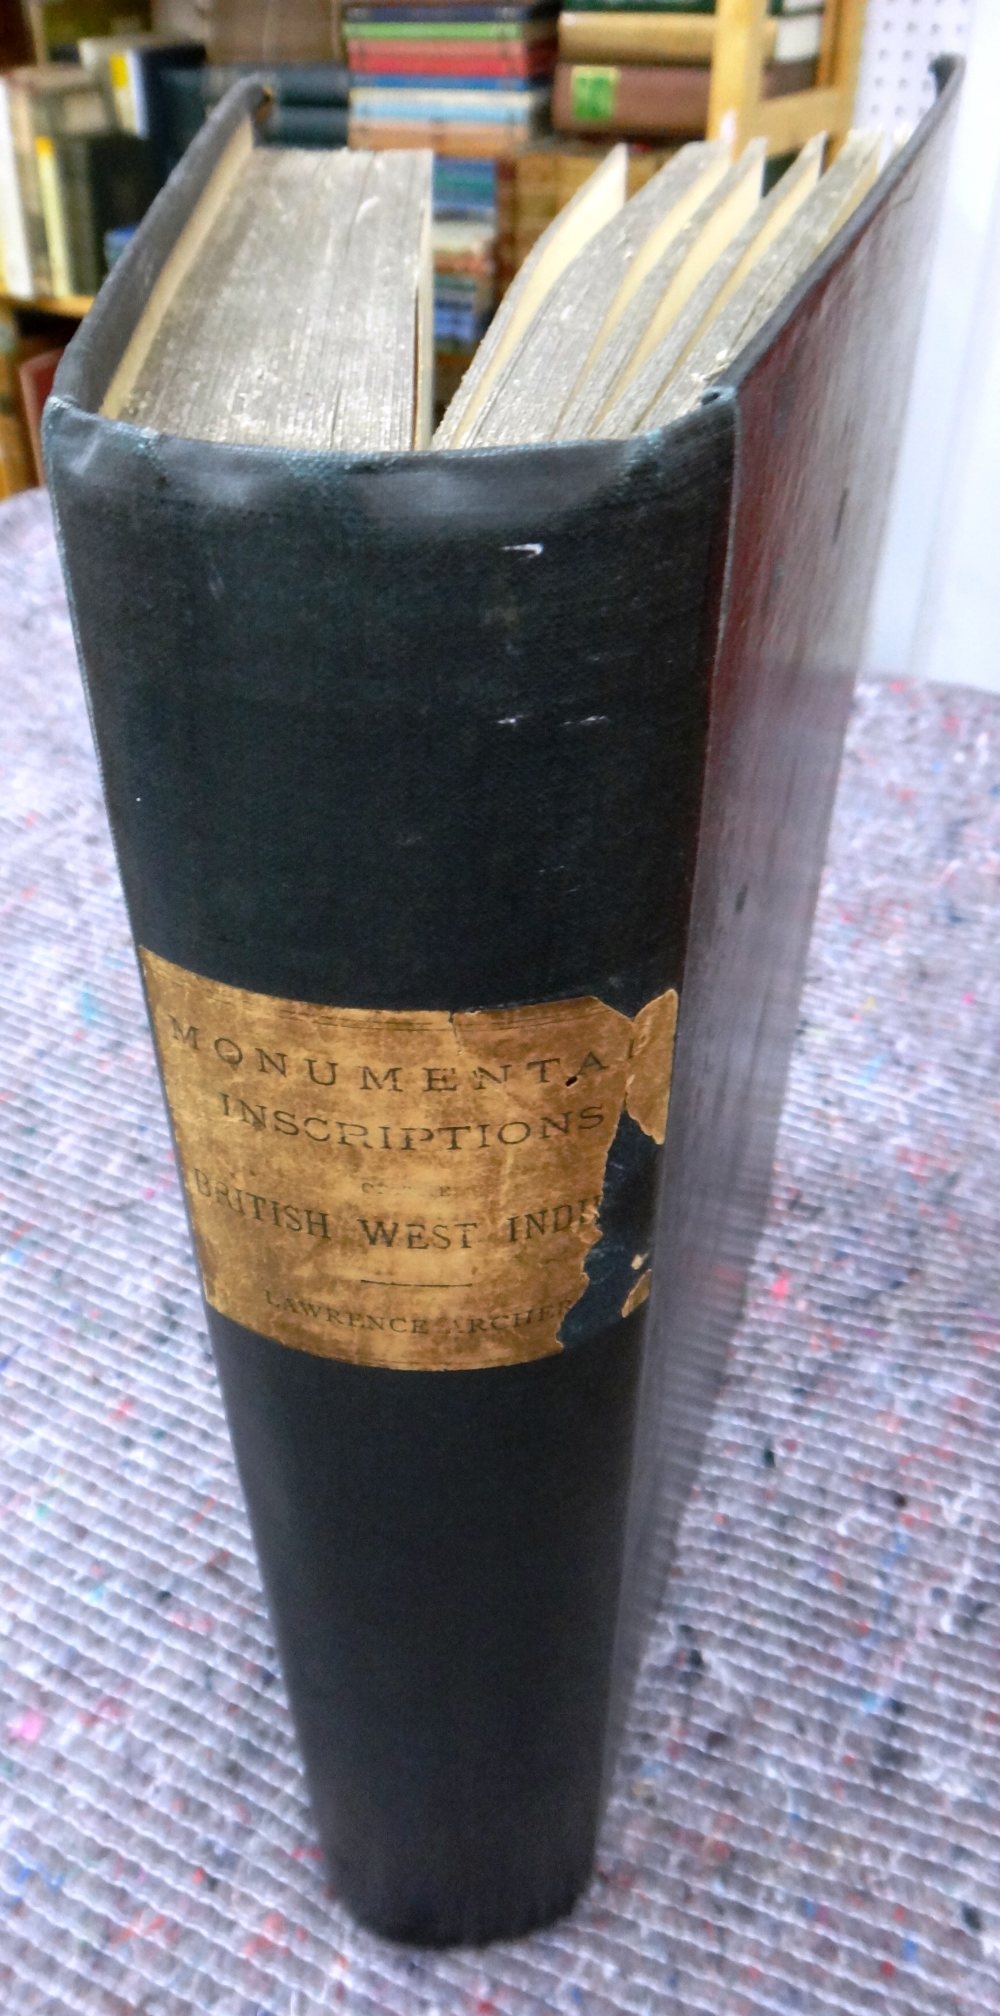 MONUMENTAL
INSCRIPTIONS
BRITISH WEST INDI
LAWRENCE ARCHER